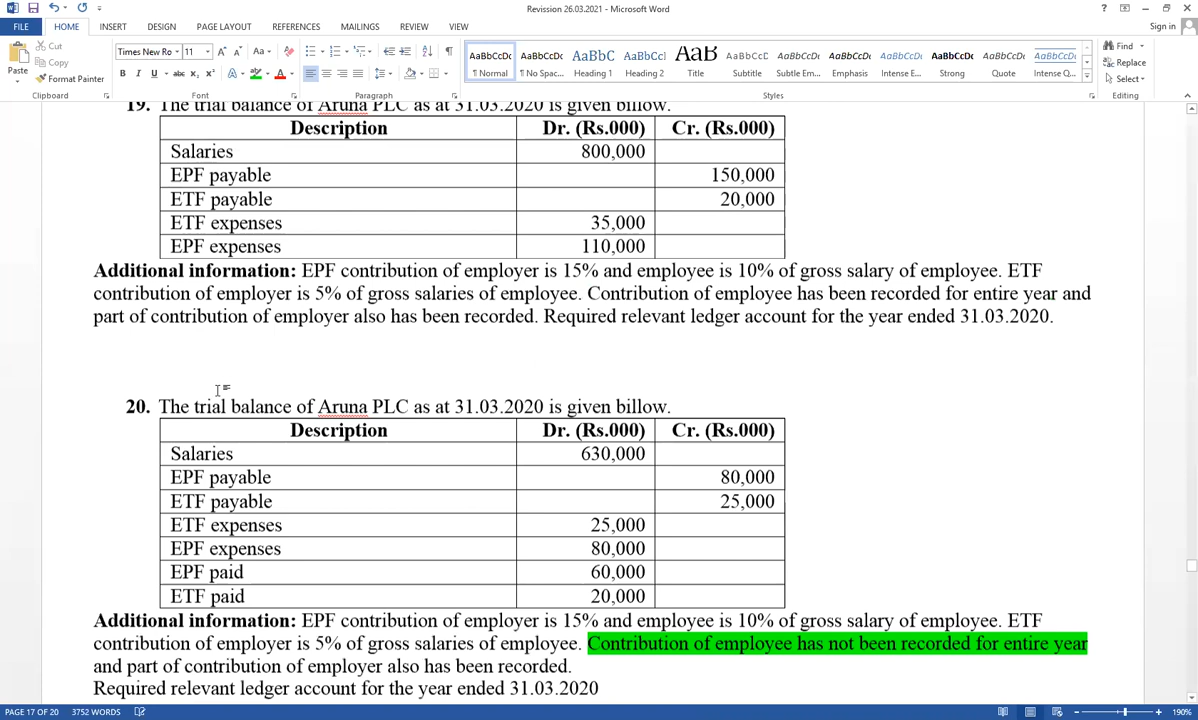 Revission 26.03.2021 - Microsoft Word
Sign in
FILE HOME INSERT DESIGN PAGE LAYOUT REFERENCES MAILINGS REVIEW VIEW
Paste
Cut
Copy
Format Painter
Clipboard
Times New Ro 11
Font
Paragraph
AaBbCcDc AaBbCcDc AaBbC AaBbCcI AaB AaBbCcC AaBbCcDc AaBbCcDc AaBbCcDc AaBbCcDc AaBbCcDc AaBbCcDc
¶ Normal ¶ No Spac... Heading 1 Heading 2 Title Subtitle Subtle Em... Emphasis Intense E... Strong Quote Intense Q...
Styles
Find
Replace
Select
Editing
19. The trial balance of Aruna PLC as at 31.03.2020 is given billow.
Description Dr. (Rs.000) Cr. (Rs.000)
Salaries 800,000
EPF payable 150,000
ETF payable 20,000
ETF expenses 35,000
EPF expenses 110,000
Additional information: EPF contribution of employer is 15% and employee is 10% of gross salary of employee. ETF
contribution of employer is 5% of gross salaries of employee. Contribution of employee has been recorded for entire year and
part of contribution of employer also has been recorded. Required relevant ledger account for the year ended 31.03.2020.
20. The trial balance of Aruna PLC as at 31.03.2020 is given billow.
Description Dr. (Rs.000) Cr. (Rs.000)
Salaries 630,000
EPF payable 80,000
ETF payable 25,000
ETF expenses 25,000
EPF expenses 80,000
EPF paid 60,000
ETF paid 20,000
Additional information: EPF contribution of employer is 15% and employee is 10% of gross salary of employee. ETF
contribution of employer is 5% of gross salaries of employee. Contribution of employee has not been recorded for entire year
and part of contribution of employer also has been recorded.
Required relevant ledger account for the year ended 31.03.2020
PAGE 17 OF 20 3752 WORDS
190%